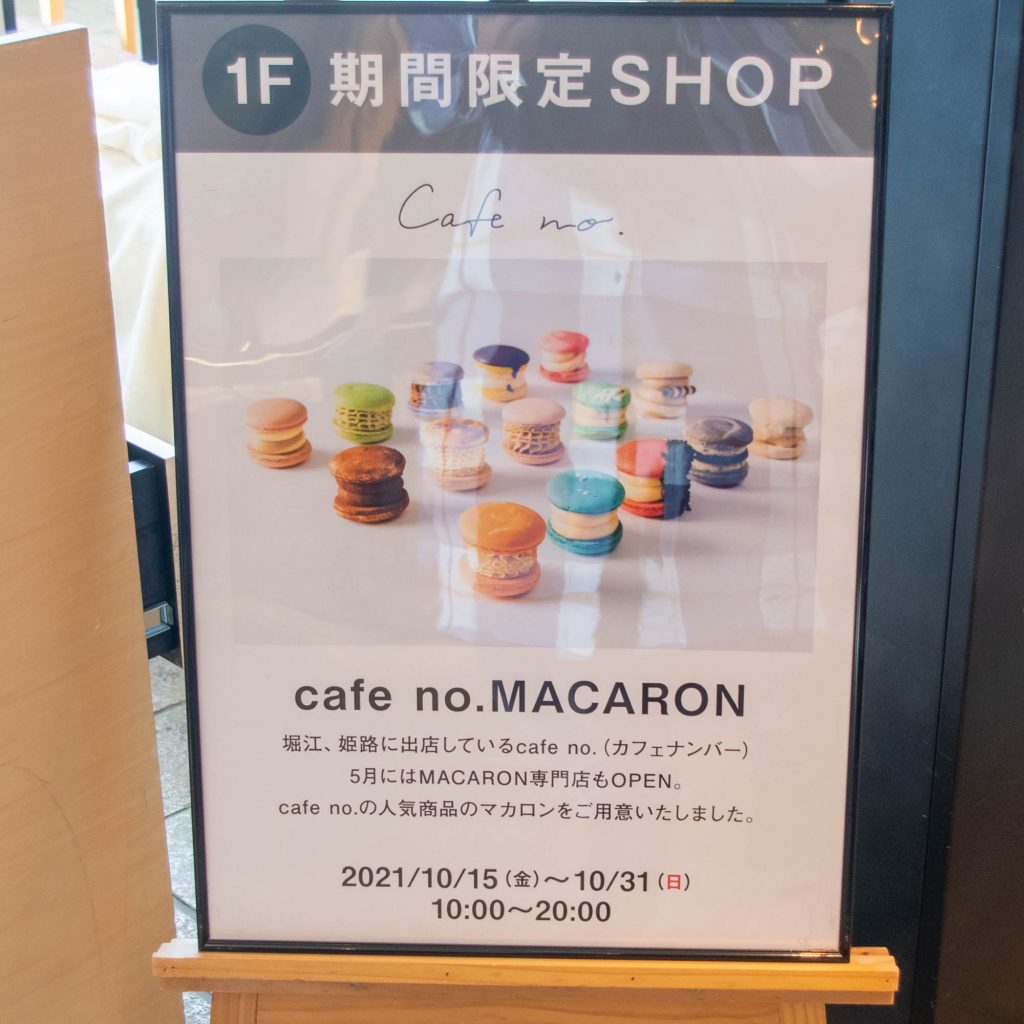 1F 期間限定SHOP
Cafe no.
cafe no.MACARON
堀江、姫路に出店しているcafe no.（カフェナンバー）
5月にはMACARON専門店もOPEN。
cafe no.の人気商品のマカロンをご用意いたしました。
2021/10/15（金）〜10/31（日）
10:00〜20:00